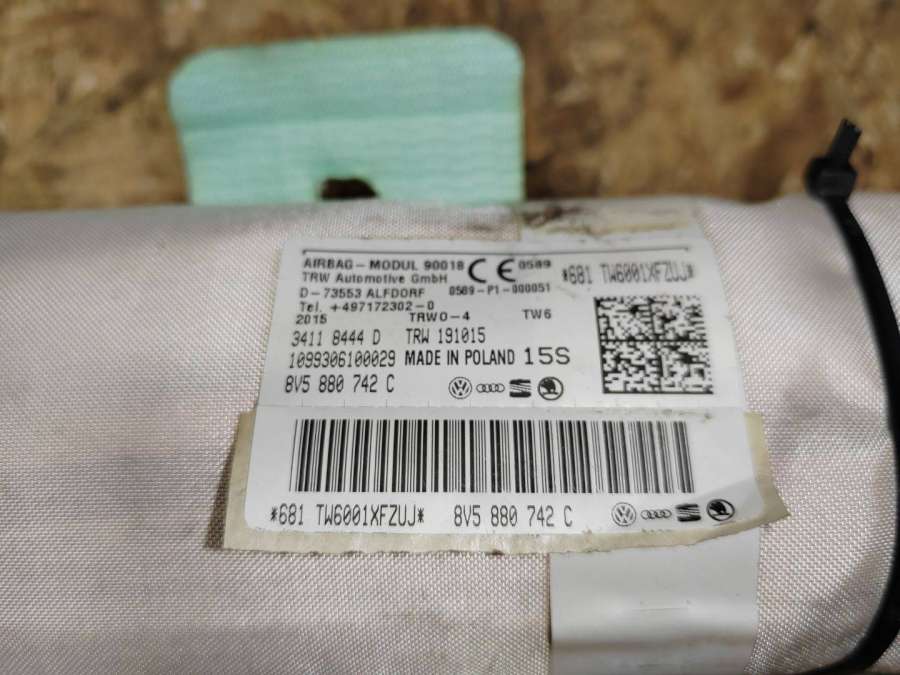 AIRBAG-MODUL 90018 CE 0589
TRW Automotive GmbH
D-73553 ALFDORF 0589-P1-000051
Tel. +497172302-0
2015 TRWO-4 TW6
3411 8444 D TRW 191015
1099306100029 MADE IN POLAND 15S
8V5 880 742 C
*681 TW6001XFZUJ*
*681 TW6001XFZUJ* 8V5 880 742 C